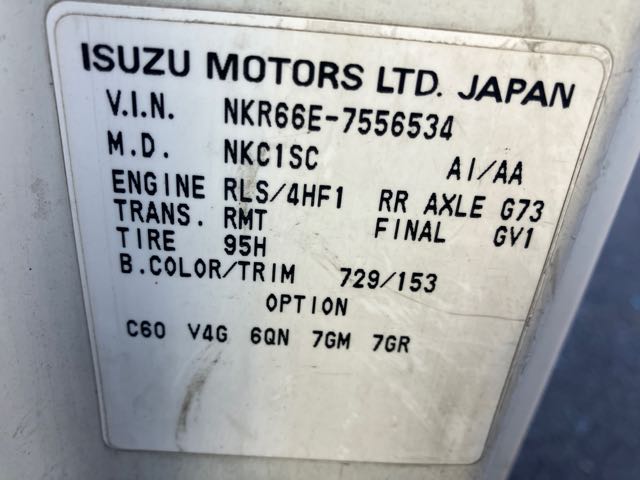 ISUZU MOTORS LTD. JAPAN
V.I.N. NKR66E-7556534
M.D. NKC1SC AI/AA
ENGINE RLS/4HF1 RR AXLE G73
TRANS. RMT FINAL GV1
TIRE 95H
B.COLOR/TRIM 729/153
OPTION
C60 V4G 6QN 7GM 7GR